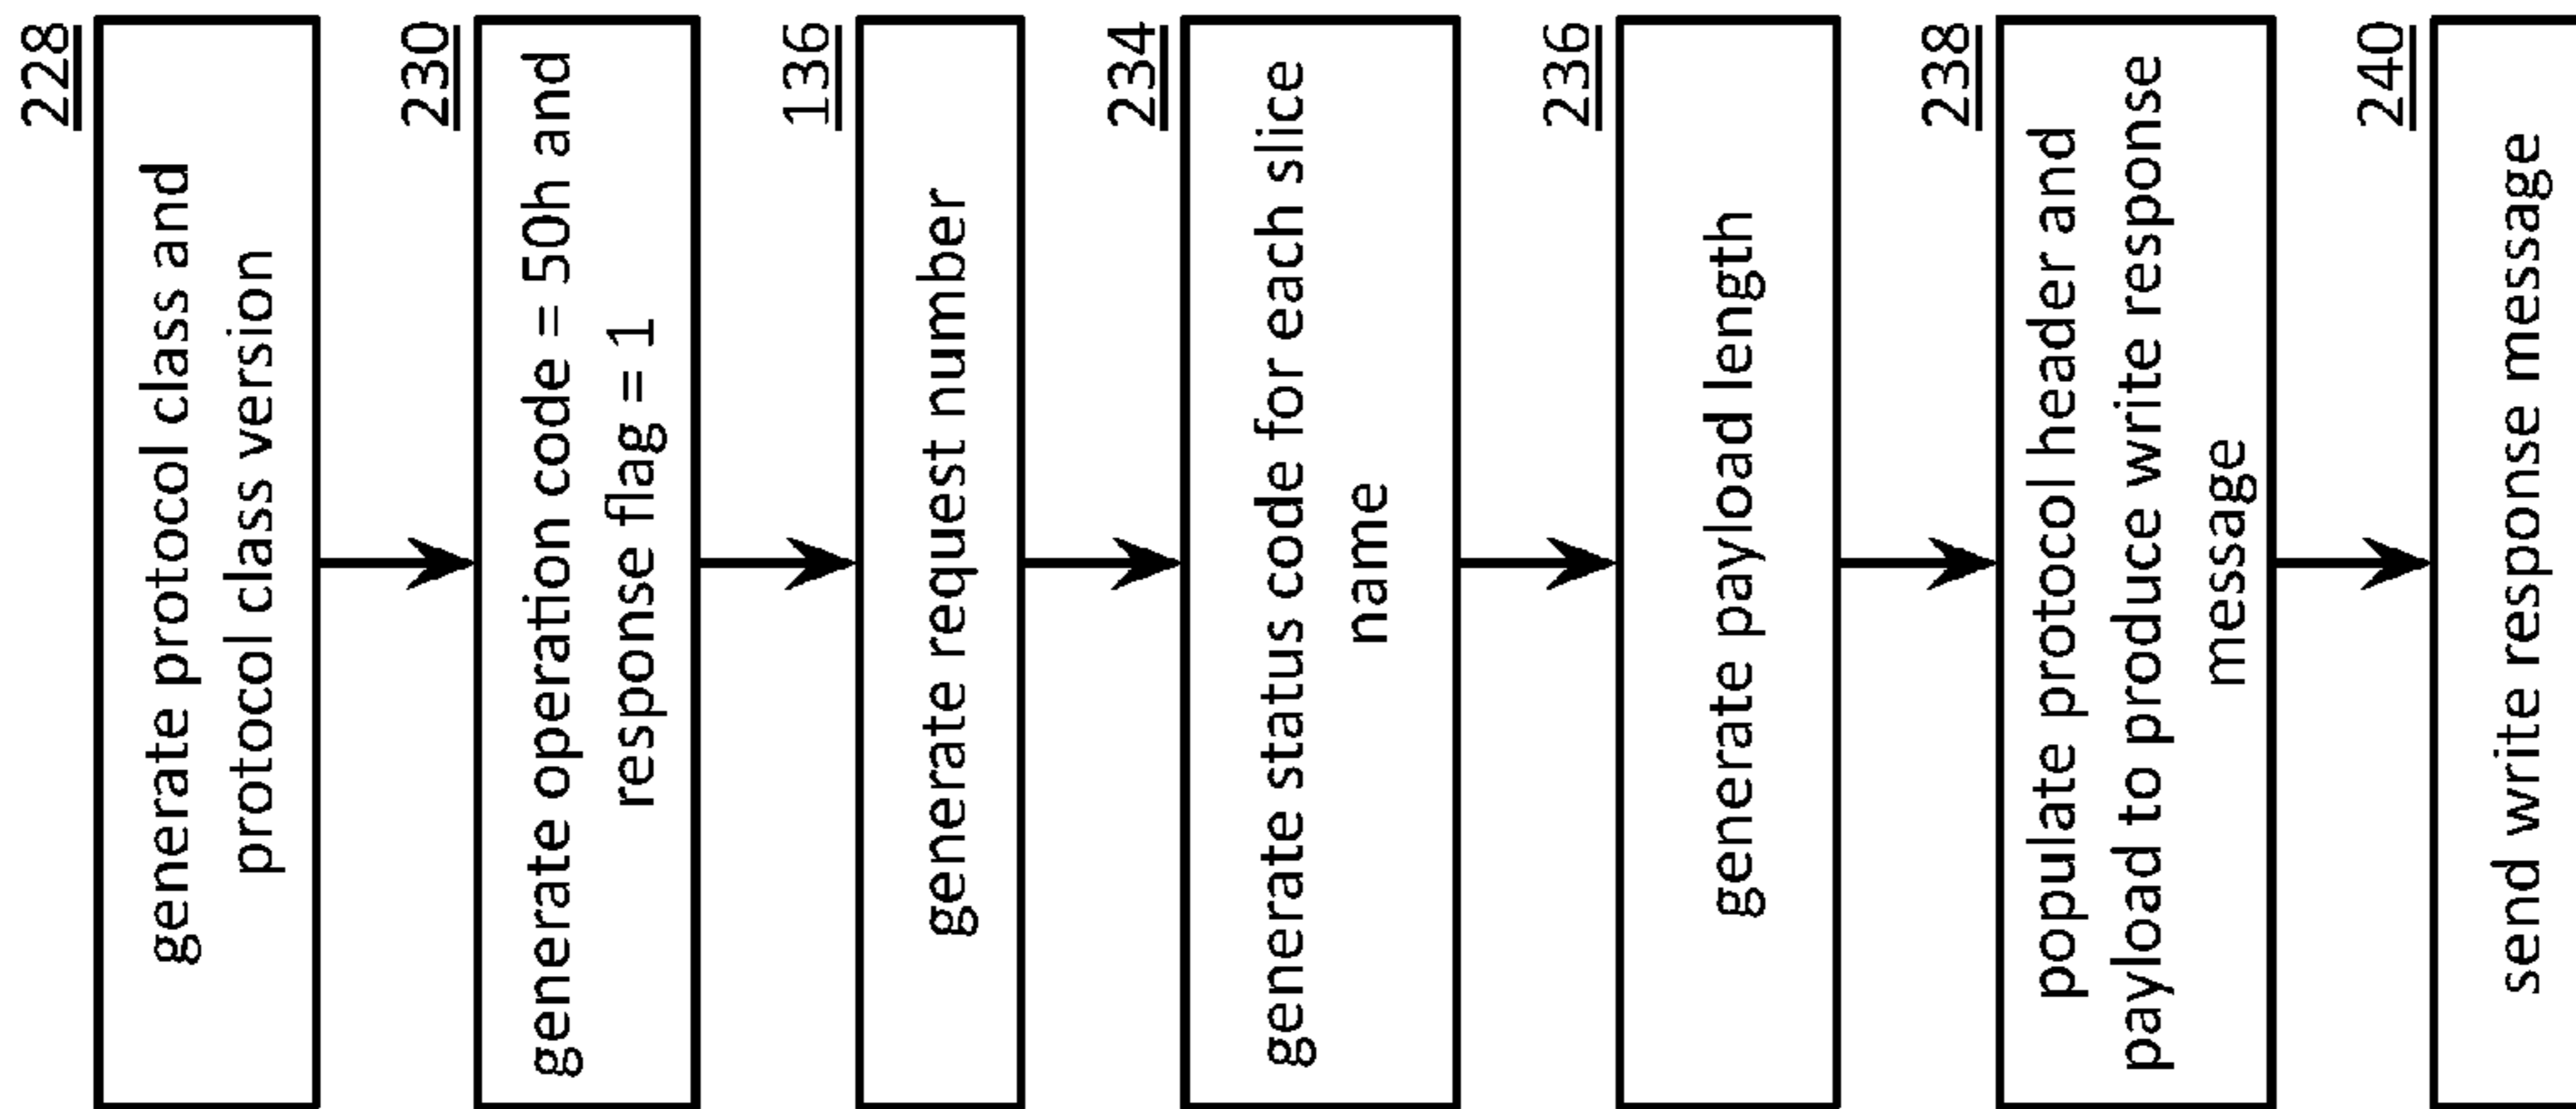 228
generate protocol class and
protocol class version
230
generate operation code = 50h and
response flag = 1
136
generate request number
234
generate status code for each slice
name
236
generate payload length
238
populate protocol header and
payload to produce write response
message
240
send write response message